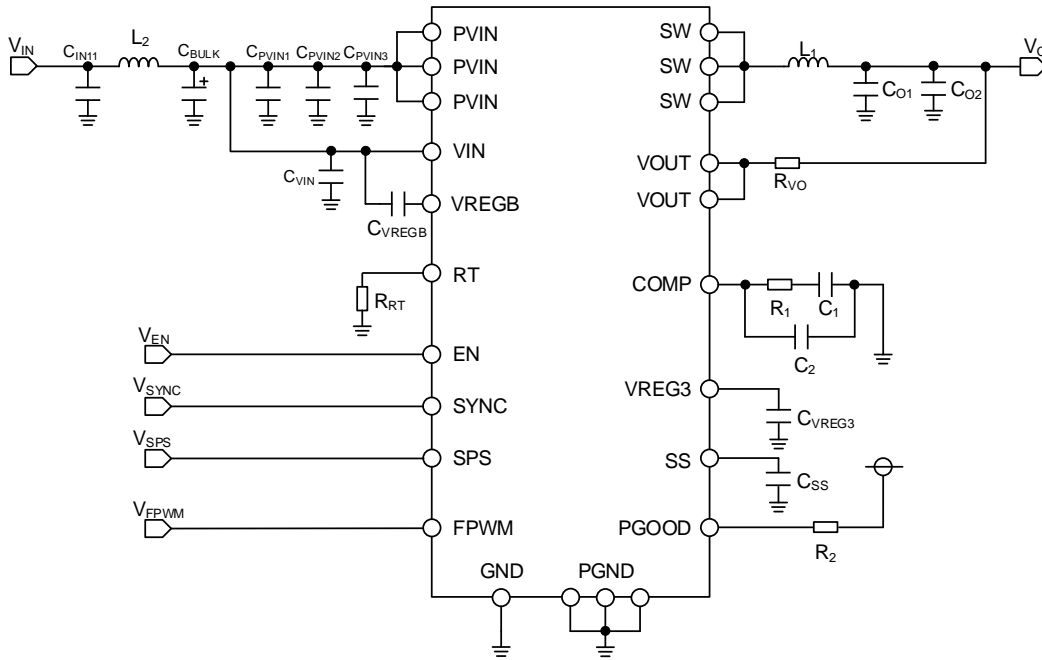 VIN
CIN11
L2
CBULK
CPVIN1
CPVIN2
CPVIN3
PVIN
PVIN
PVIN
VIN
CVIN
VREGB
CVREGB
RT
RRT
VEN
EN
VSYNC
SYNC
VSPS
SPS
VFPWM
FPWM
GND
PGND
SW
SW
SW
L1
CO1
CO2
VO
VOUT
VOUT
RVO
COMP
R1
C1
C2
VREG3
CVREG3
SS
CSS
PGOOD
R2